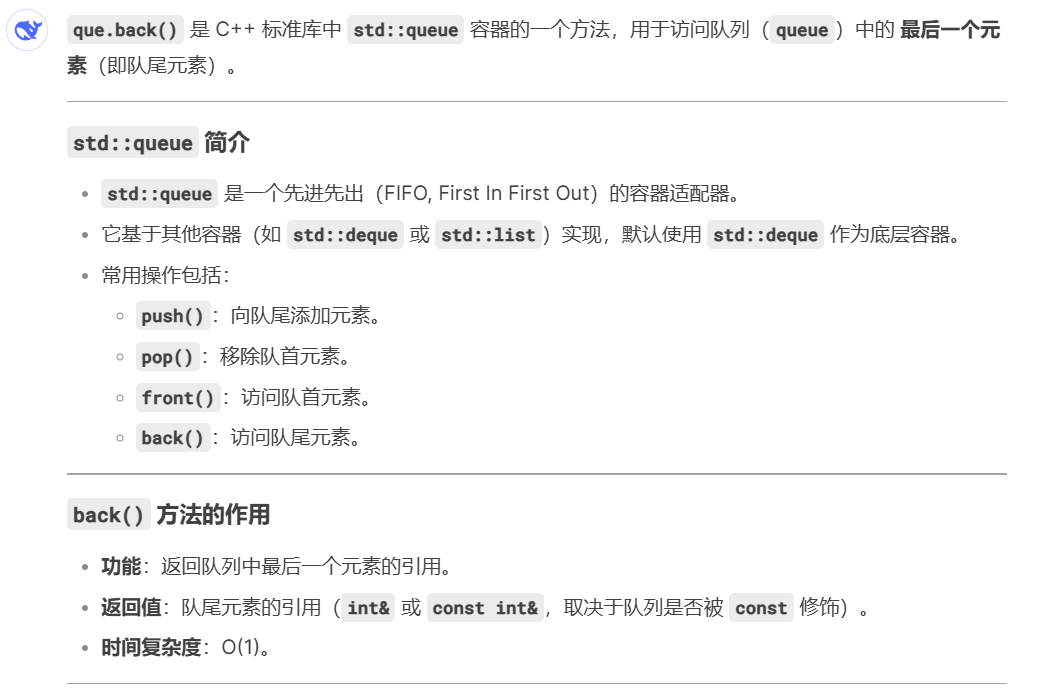 que.back() 是 C++ 标准库中 std::queue 容器的一个方法，用于访问队列（queue）中的 最后一个元
素（即队尾元素）。
std::queue 简介
std::queue 是一个先进先出（FIFO, First In First Out）的容器适配器。
它基于其他容器（如 std::deque 或 std::list）实现，默认使用 std::deque 作为底层容器。
常用操作包括：
push()：向队尾添加元素。
pop()：移除队首元素。
front()：访问队首元素。
back()：访问队尾元素。
back() 方法的作用
功能：返回队列中最后一个元素的引用。
返回值：队尾元素的引用（int& 或 const int&，取决于队列是否被 const 修饰）。
时间复杂度：O(1)。